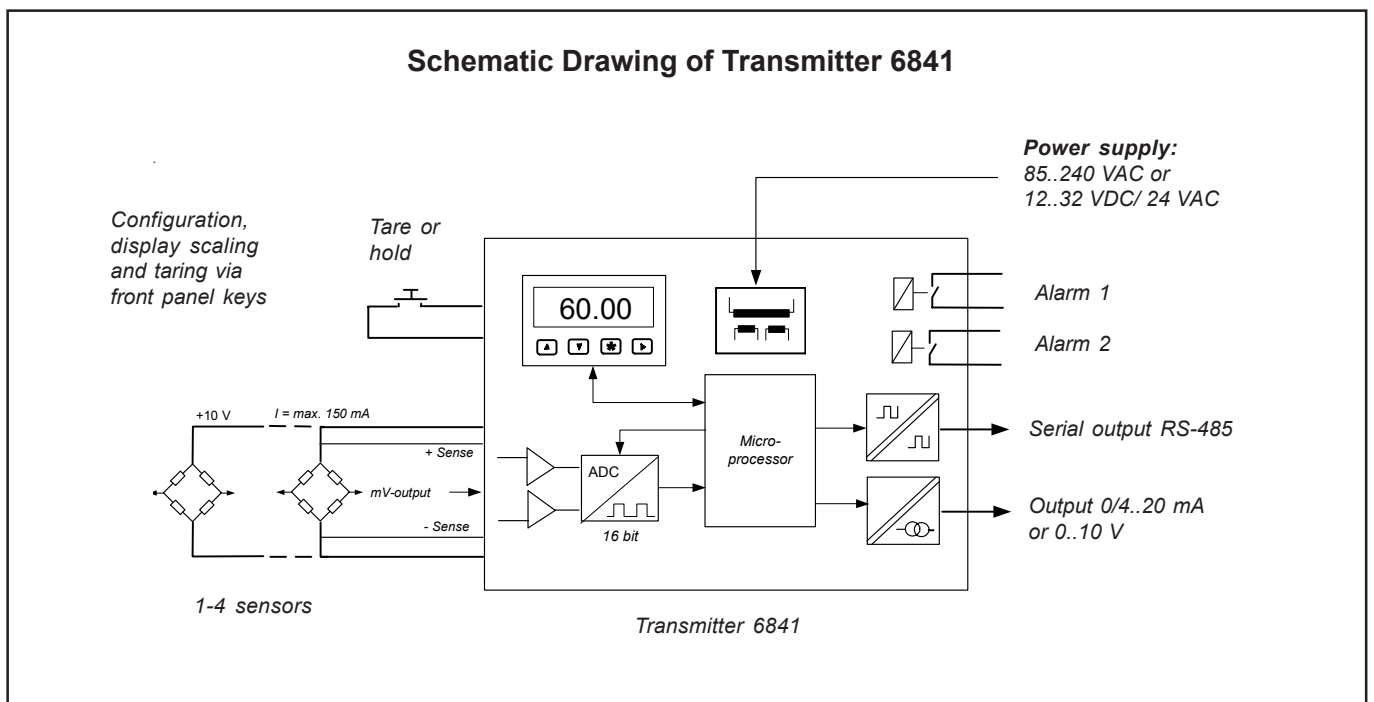 Schematic Drawing of Transmitter 6841
Power supply:
85..240 VAC or
12..32 VDC/ 24 VAC
Configuration,
display scaling
and taring via
front panel keys
Tare or
hold
60.00
Alarm 1
Alarm 2
+10 V
I = max. 150 mA
+ Sense
mV-output
- Sense
ADC
16 bit
Micro-
processor
Serial output RS-485
Output 0/4..20 mA
or 0..10 V
1-4 sensors
Transmitter 6841